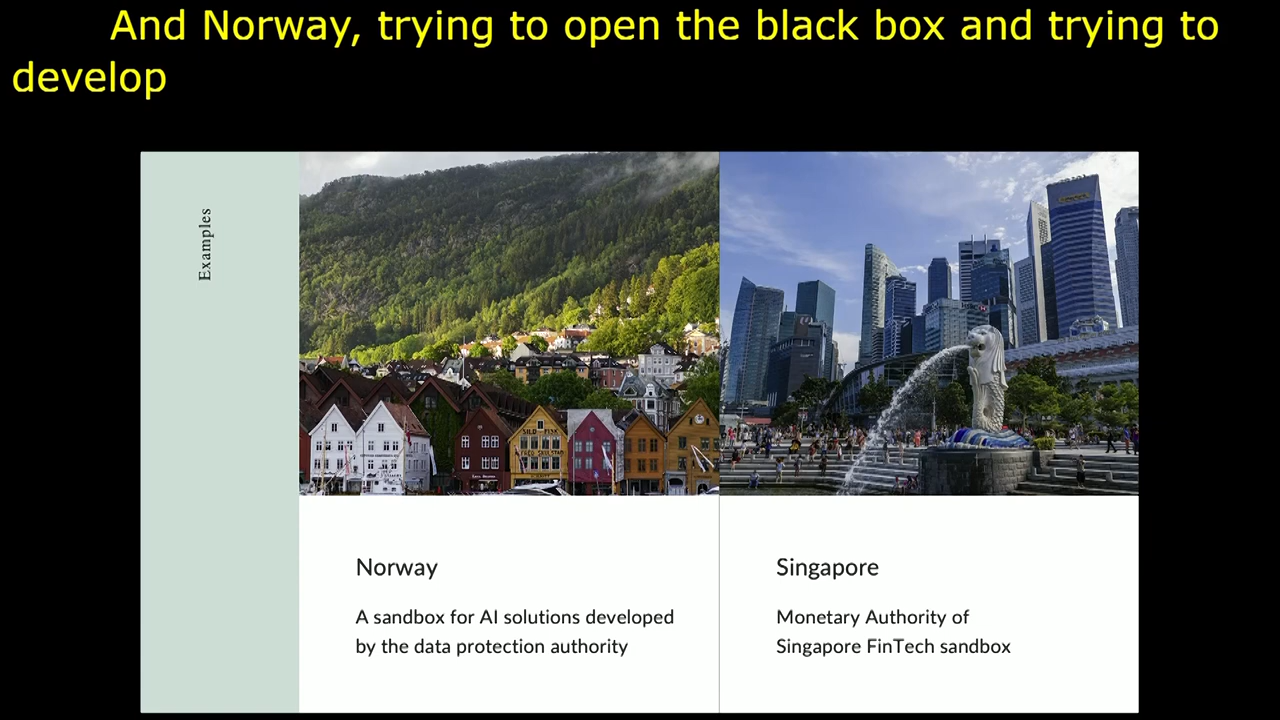 And Norway, trying to open the black box and trying to
develop
Examples
Norway
A sandbox for AI solutions developed
by the data protection authority
Singapore
Monetary Authority of
Singapore FinTech sandbox